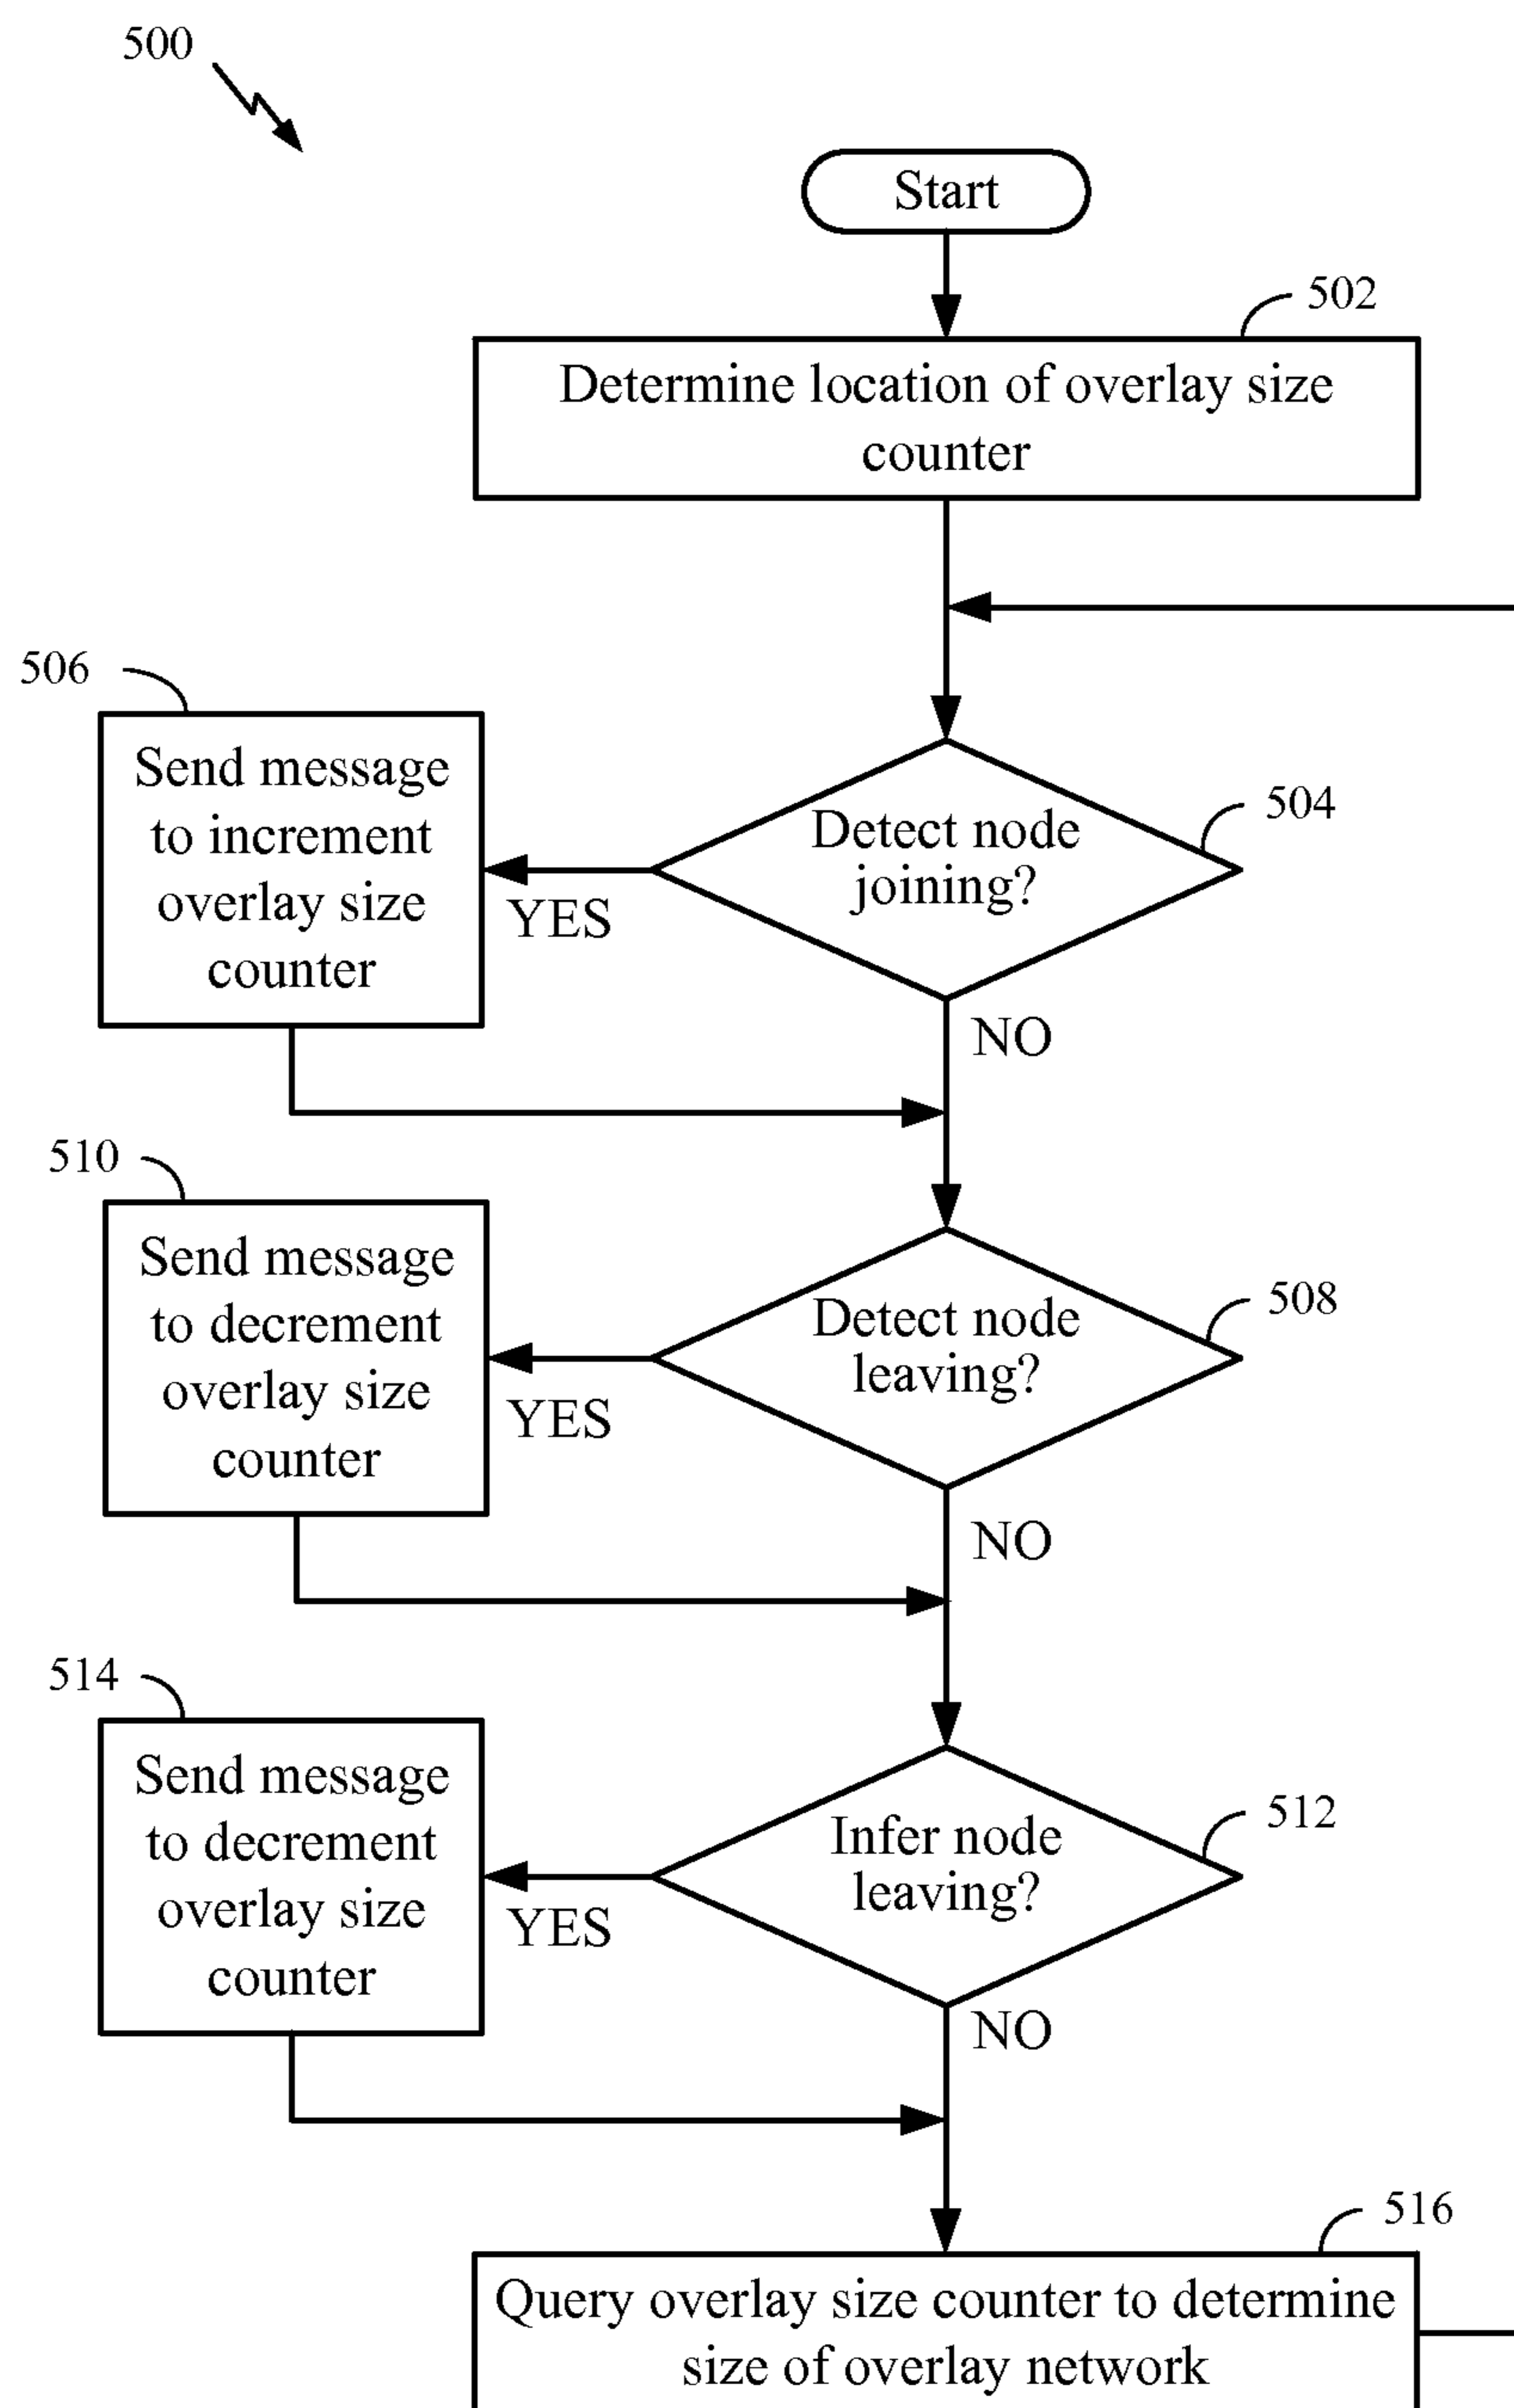 500
Start
502
Determine location of overlay size
counter
506
Send message
to increment
overlay size
counter
504
Detect node
joining?
YES
NO
510
Send message
to decrement
overlay size
counter
508
Detect node
leaving?
YES
NO
514
Send message
to decrement
overlay size
counter
512
Infer node
leaving?
YES
NO
516
Query overlay size counter to determine
size of overlay network